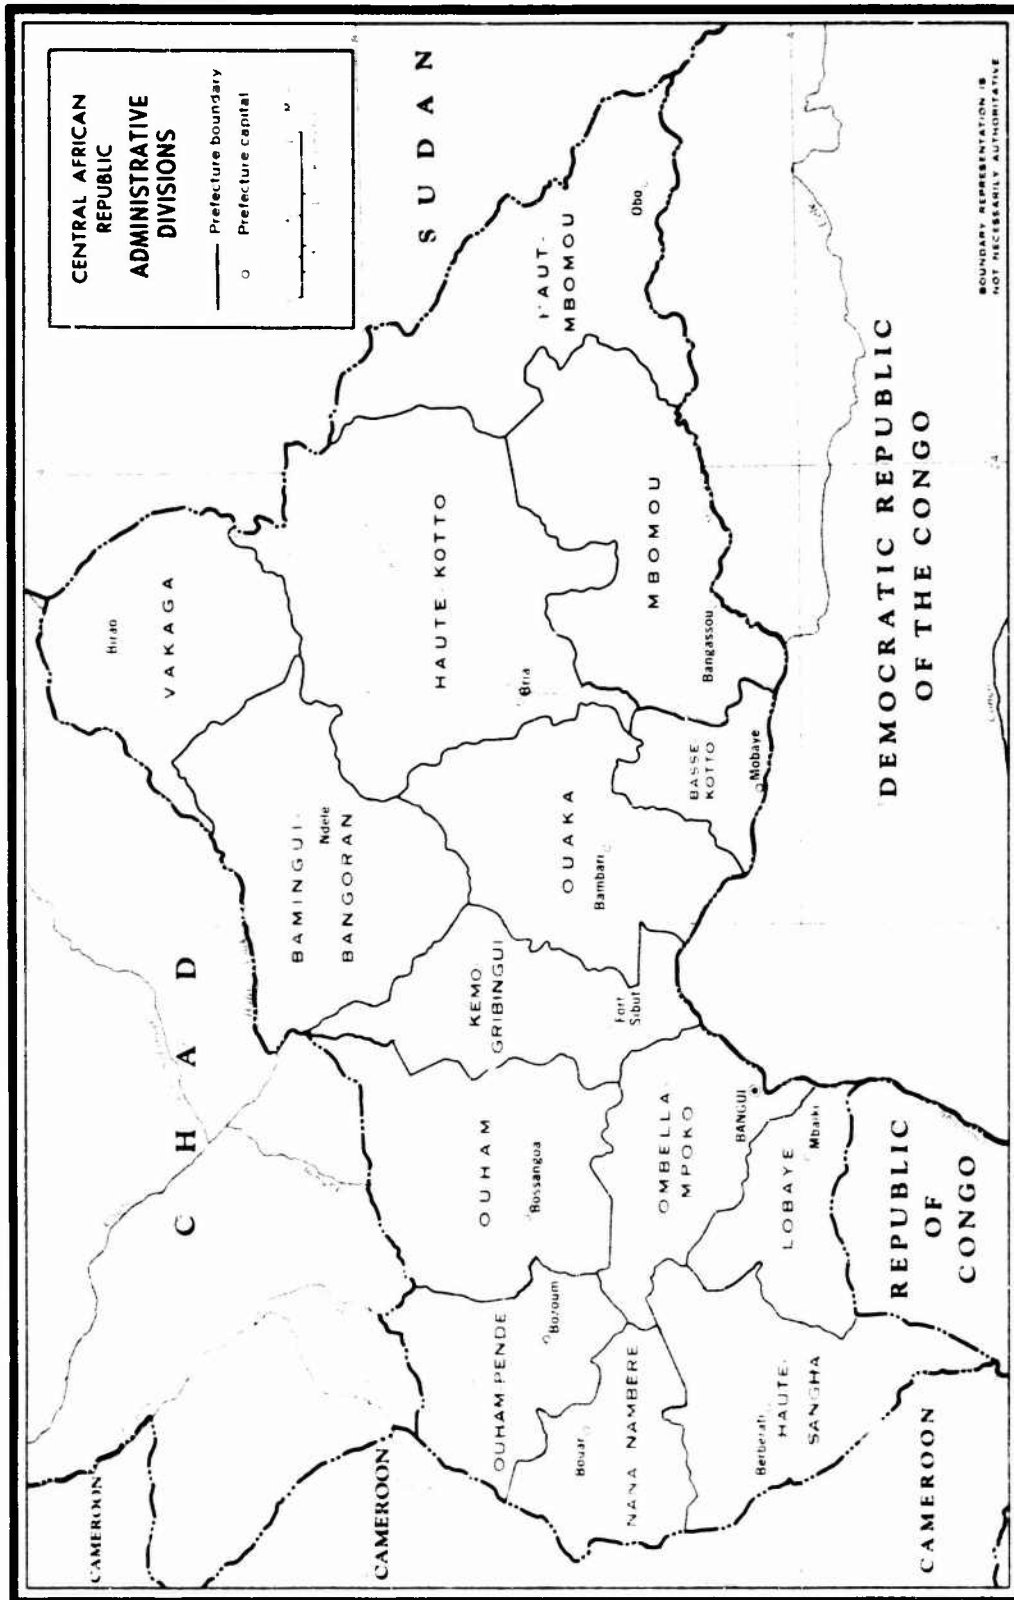 CENTRAL AFRICAN
REPUBLIC
ADMINISTRATIVE
DIVISIONS
Prefecture boundary
Prefecture capital
SUDAN
CHAD
CAMEROON
CAMEROON
CAMEROON
REPUBLIC
OF
CONGO
DEMOCRATIC REPUBLIC
OF THE CONGO
VAKAGA
Birao
BAMINGUI-
BANGORAN
Ndele
HAUTE-KOTTO
Bria
HAUT-
MBOMOU
Obo
MBOMOU
Bangassou
BASSE
KOTTO
Mobaye
OUAKA
Bambari
KEMO
GRIBINGUI
Fort
Sibut
OUHAM
Bossangoa
OUHAM-PENDE
Bozoum
NANA NAMBERE
Bouar
OMBELLA-
MPOKO
BANGUI
LOBAYE
Mbaiki
HAUTE-
SANGHA
Berberati
BOUNDARY REPRESENTATION IS
NOT NECESSARILY AUTHORITATIVE